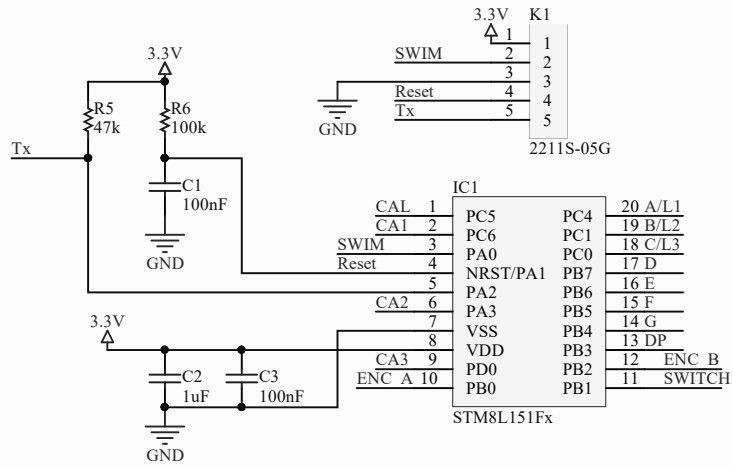 3.3V
K1
1 1
SWIM 2 2
3 3
Reset 4 4
Tx 5 5
GND
2211S-05G
3.3V
R5
47k
R6
100k
Tx
C1
100nF
GND
IC1
CAL 1 PC5 PC4 20 A/L1
CA1 2 PC6 PC1 19 B/L2
SWIM 3 PA0 PC0 18 C/L3
Reset 4 NRST/PA1 PB7 17 D
5 PA2 PB6 16 E
CA2 6 PA3 PB5 15 F
7 VSS PB4 14 G
8 VDD PB3 13 DP
CA3 9 PD0 PB2 12 ENC_B
ENC_A 10 PB0 PB1 11 SWITCH
STM8L151Fx
3.3V
C2
1uF
C3
100nF
GND